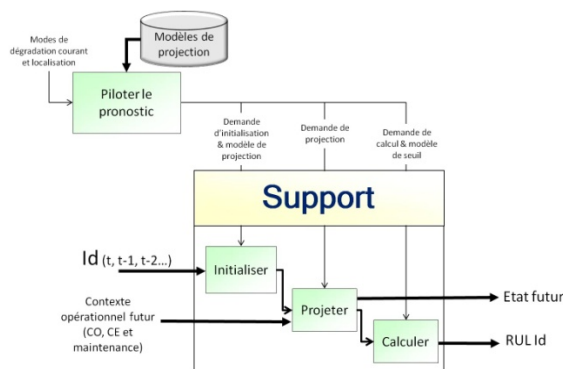 Modes de
dégradation courant
et localisation
Modèles de
projection
Piloter le
pronostic
Demande
d'initialisation
& modèle de
projection
Demande de
projection
Demande de
calcul & modèle
de seuil
Support
Id (t, t-1, t-2...)
Initialiser
Contexte
opérationnel futur
(CO, CE et
maintenance)
Projeter
Etat futur
Calculer
RUL Id